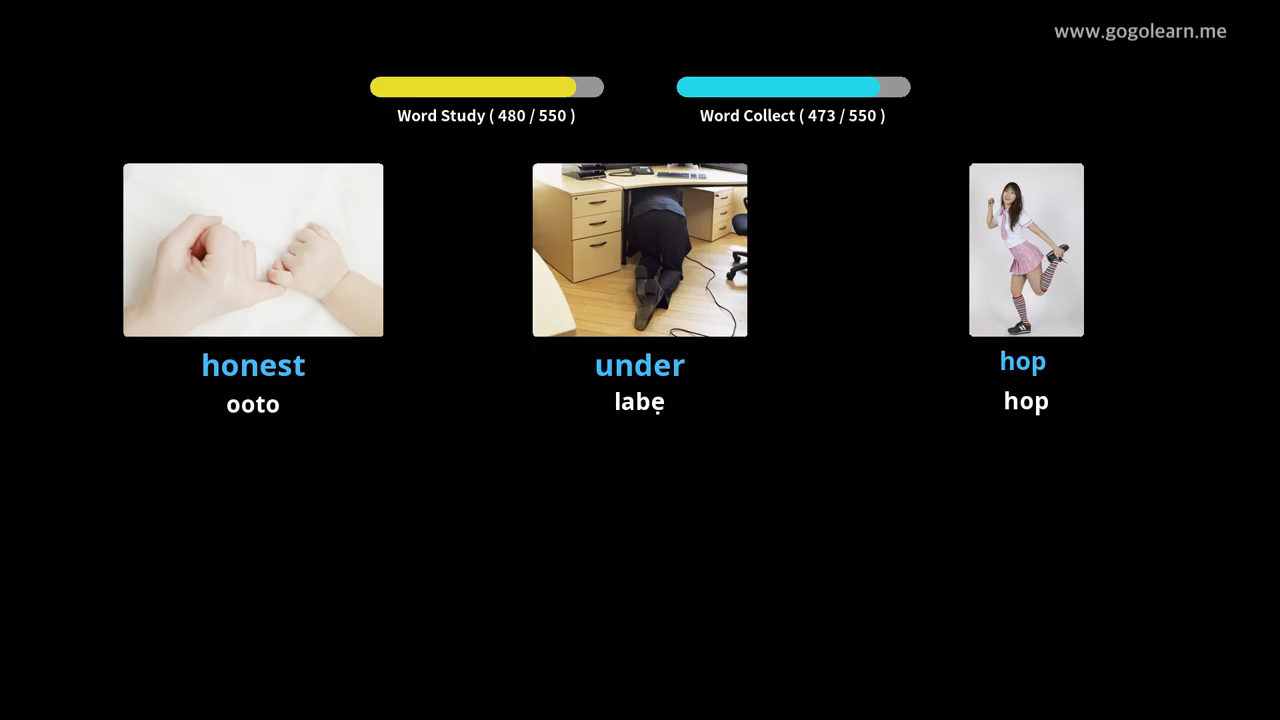 www.gogolearn.me
Word Study ( 480 / 550 )
Word Collect ( 473 / 550 )
honest
ooto
under
labẹ
hop
hop